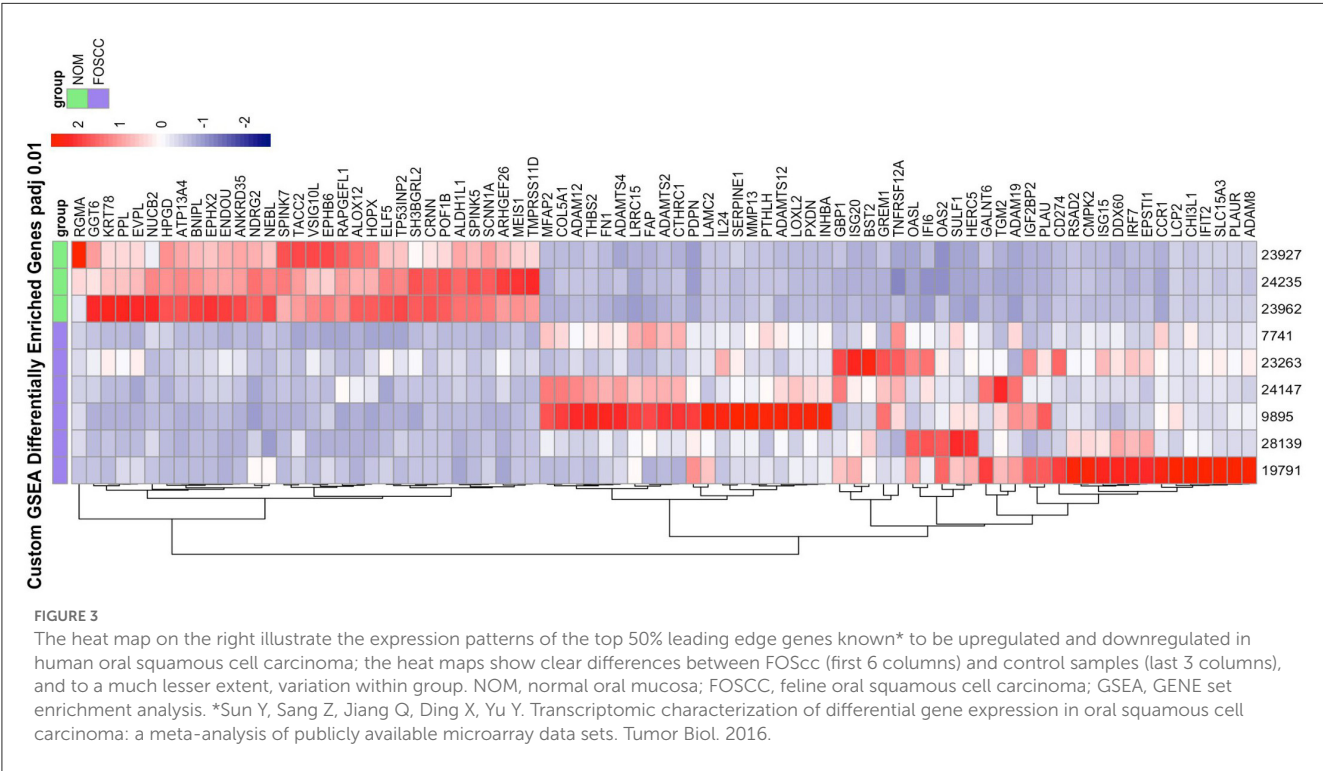 Custom GSEA Differentially Enriched Genes padj 0.01
group
NOM
FOSCC
2
1
0
-1
-2
group
RGMA
GGT6
KRT78
PPL
EVPL
NUCB2
HPGD
ATP13A4
BNIPL
EPHX2
ENDOU
ANKRD35
NDRG2
NEBL
SPINK7
TACC2
VSIG10L
EPHB6
RAPGEFL1
ALOX12
HOPX
ELF5
TP53INP2
SH3BGRL2
CRNN
POF1B
ALDH1L1
SPINK5
SCNN1A
ARHGEF26
MEIS1
TMPRSS11D
MFAP2
COL5A1
ADAM12
THBS2
FN1
ADAMTS4
LRRC15
FAP
ADAMTS2
CTHRC1
PDPN
LAMC2
IL24
SERPINE1
MMP13
PTHLH
ADAMTS12
LOXL2
PXDN
INHBA
GBP1
ISG20
BST2
GREM1
TNFRSF12A
OASL
IFI6
OAS2
SULF1
HERC5
GALNT6
TGM2
ADAM19
IGF2BP2
PLAU
CD274
RSAD2
CMPK2
ISG15
DDX60
IRF7
EPSTI1
CCR1
LCP2
CHI3L1
IFIT2
SLC15A3
PLAUR
ADAM8
23927
24235
23962
7741
23263
24147
9895
28139
19791
FIGURE 3
The heat map on the right illustrate the expression patterns of the top 50% leading edge genes known* to be upregulated and downregulated in
human oral squamous cell carcinoma; the heat maps show clear differences between FOScc (first 6 columns) and control samples (last 3 columns),
and to a much lesser extent, variation within group. NOM, normal oral mucosa; FOSCC, feline oral squamous cell carcinoma; GSEA, GENE set
enrichment analysis. *Sun Y, Sang Z, Jiang Q, Ding X, Yu Y. Transcriptomic characterization of differential gene expression in oral squamous cell
carcinoma: a meta-analysis of publicly available microarray data sets. Tumor Biol. 2016.